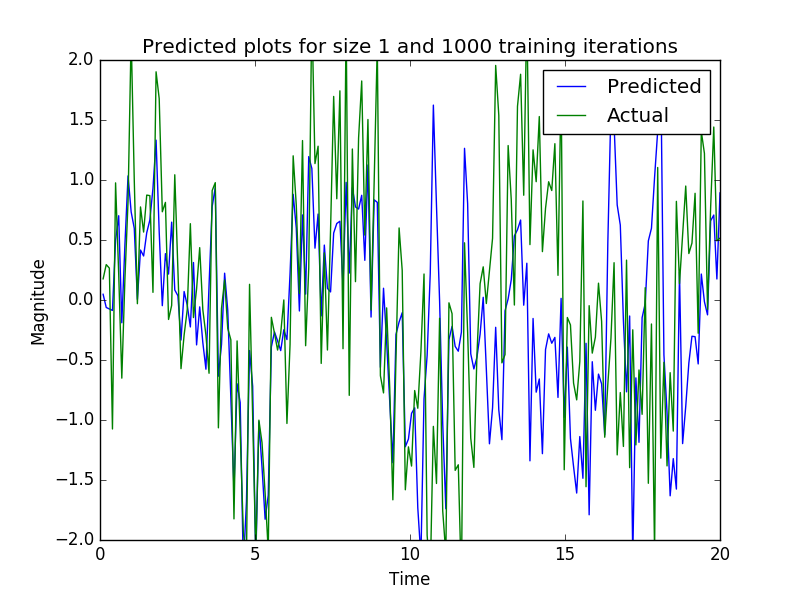 Predicted plots for size 1 and 1000 training iterations
Predicted
Actual
2.0
1.5
1.0
0.5
0.0
−0.5
−1.0
−1.5
−2.0
Magnitude
0 5 10 15 20
Time